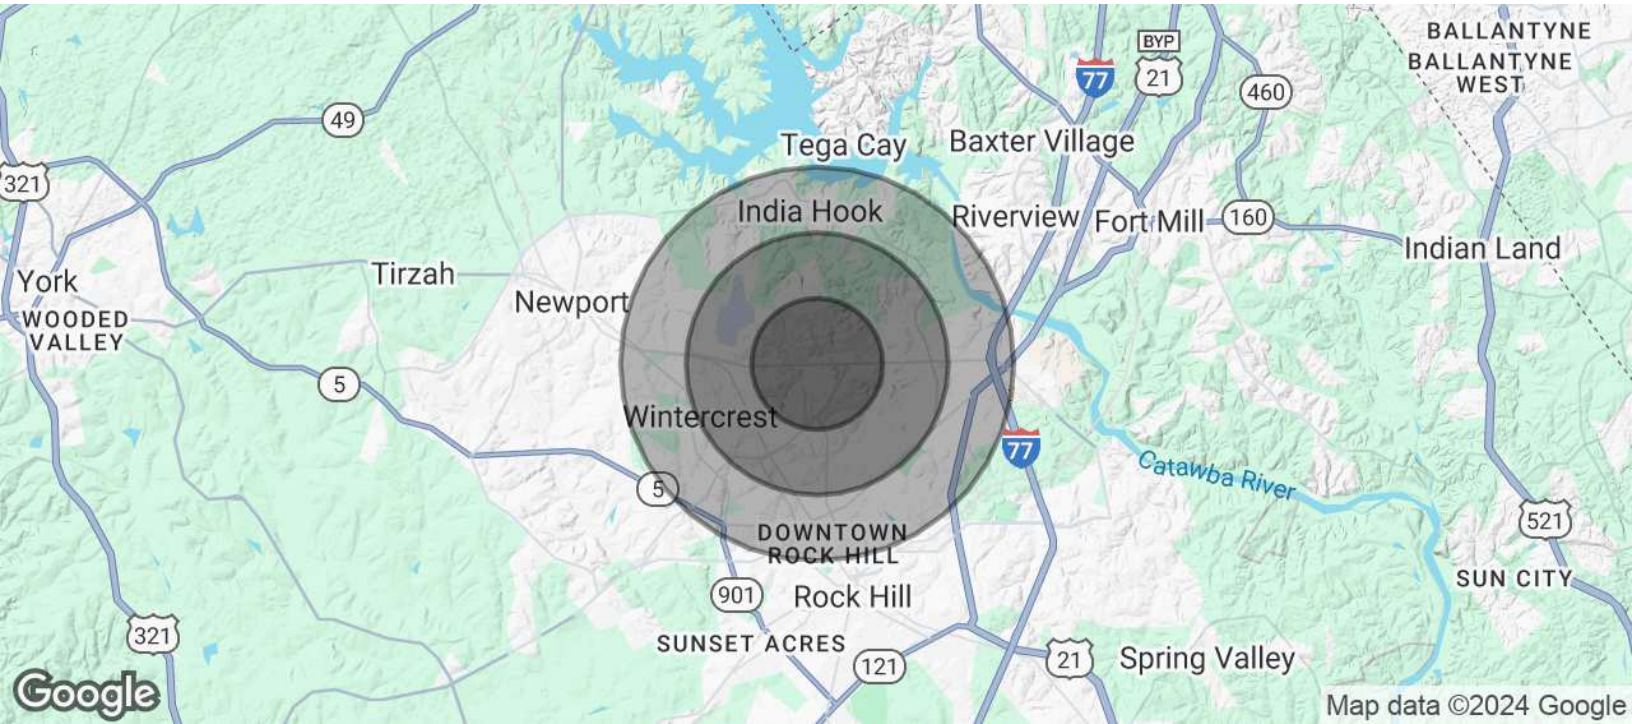 BALLANTYNE
BYP
BALLANTYNE
WEST
77
21
460
49
Tega Cay
Baxter Village
321
India Hook
Riverview
Fort Mill
160
Indian Land
Tirzah
York
Newport
WOODED
VALLEY
5
Wintercrest
77
Catawba River
5
521
DOWNTOWN
ROCK HILL
SUN CITY
901
Rock Hill
321
SUNSET ACRES
121
21
Spring Valley
Google
Map data ©2024 Google